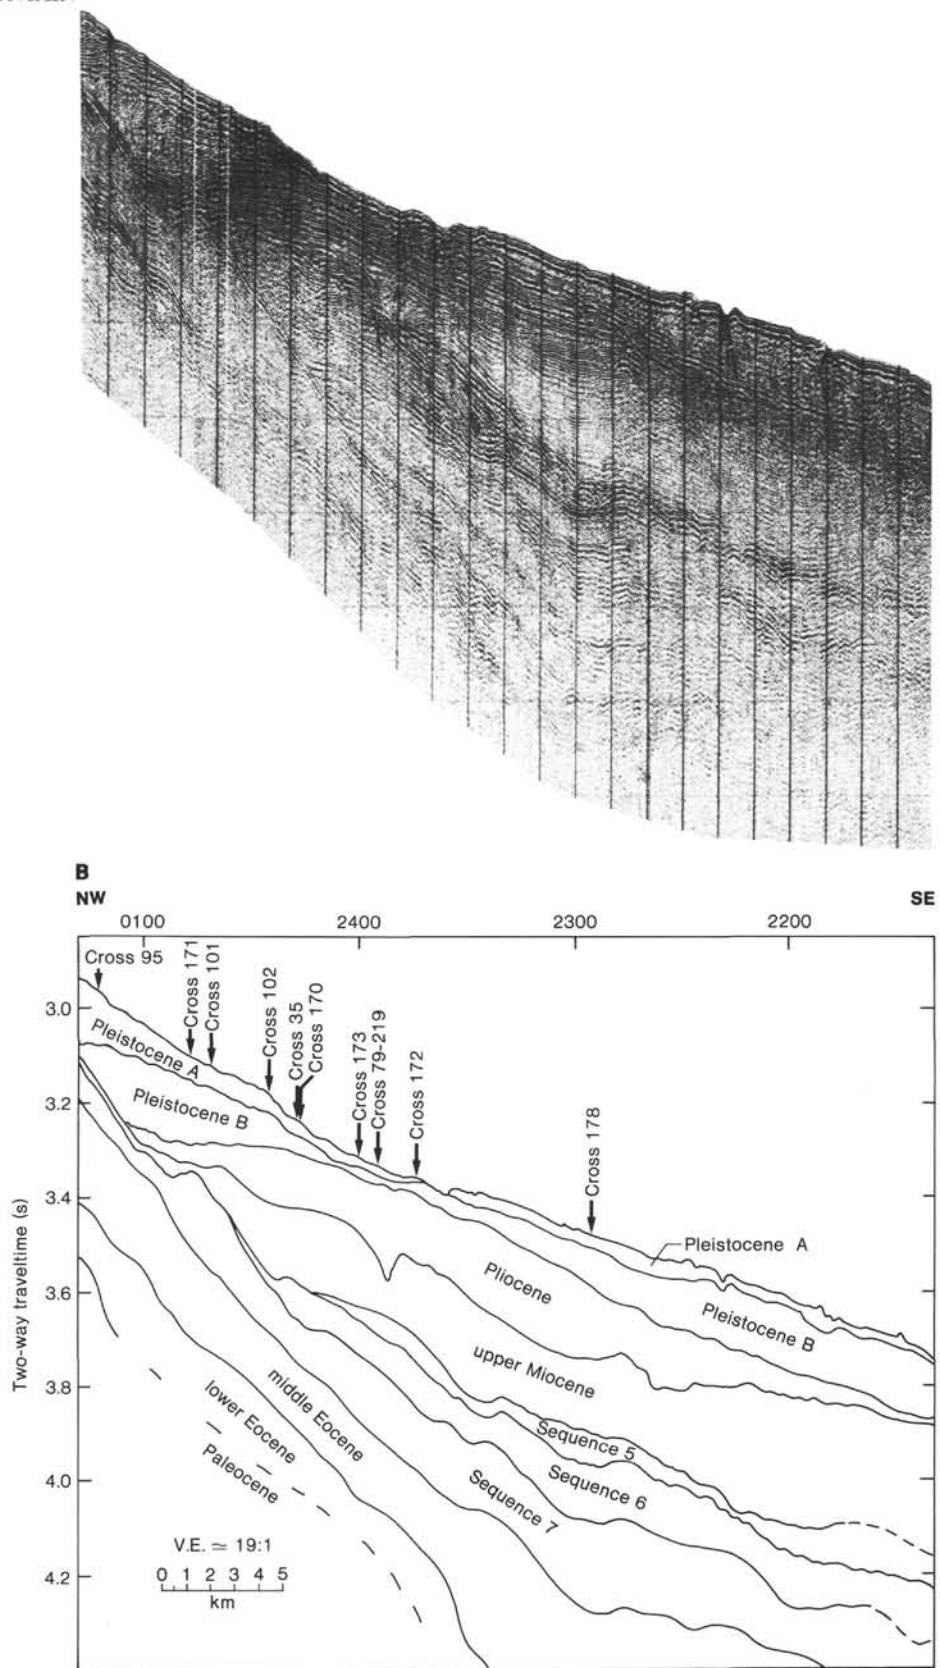 B
NW
SE
0100
2400
2300
2200
Cross 95
Cross 171
Cross 101
Cross 102
Cross 35
Cross 170
Cross 173
Cross 79-219
Cross 172
Cross 178
3.0
3.2
3.4
3.6
3.8
4.0
4.2
Two-way traveltime (s)
Pleistocene A
Pleistocene B
Pleistocene A
Pliocene
Pleistocene B
upper Miocene
Sequence 5
Sequence 6
Sequence 7
middle Eocene
lower Eocene
Paleocene
V.E. ≃ 19:1
0 1 2 3 4 5
km